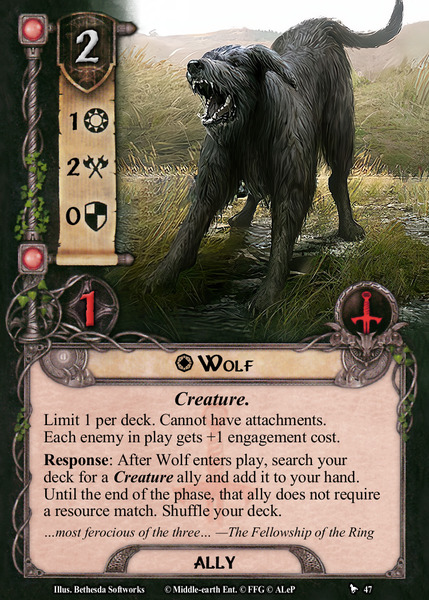 2
1
2
0
1
Wolf
Creature.
Limit 1 per deck. Cannot have attachments.
Each enemy in play gets +1 engagement cost.
Response: After Wolf enters play, search your
deck for a Creature ally and add it to your hand.
Until the end of the phase, that ally does not require
a resource match. Shuffle your deck.
…most ferocious of the three… —The Fellowship of the Ring
ALLY
Illus. Bethesda Softworks © Middle-earth Ent. © FFG © ALeP 47